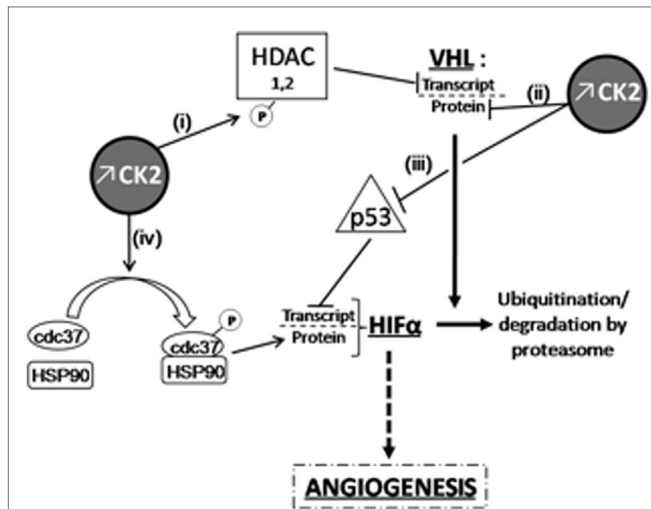 HDAC
1,2
P
VHL :
Transcript
Protein
(ii)
↗CK2
(i)
↗CK2
(iii)
p53
(iv)
P
cdc37
HSP90
cdc37
HSP90
Transcript
Protein
HIFα
Ubiquitination/
degradation by
proteasome
ANGIOGENESIS